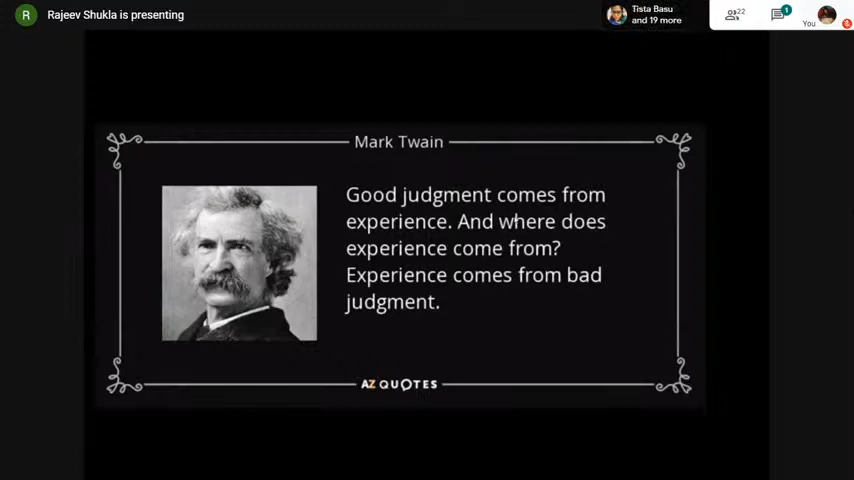 R Rajeev Shukla is presenting
Tista Basu
and 19 more
22
1
You
Mark Twain
Good judgment comes from
experience. And where does
experience come from?
Experience comes from bad
judgment.
AZ QUOTES